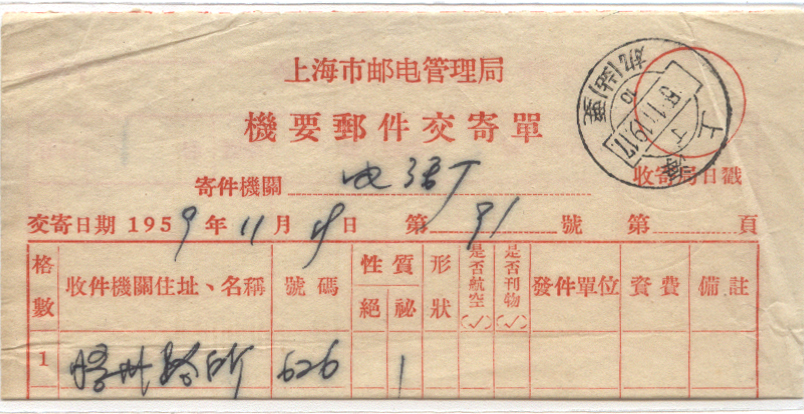 上海市邮电管理局
機要郵件交寄單
上海
寄件機關
收寄局日戳
交寄日期 1959年11月9日 第91號 第 頁
格數 收件機關住址、名稱 號碼 性質 絕 祕 形狀 是否航空(✓) 是否刊物(✓) 發件單位 資費 備註
1 626 1